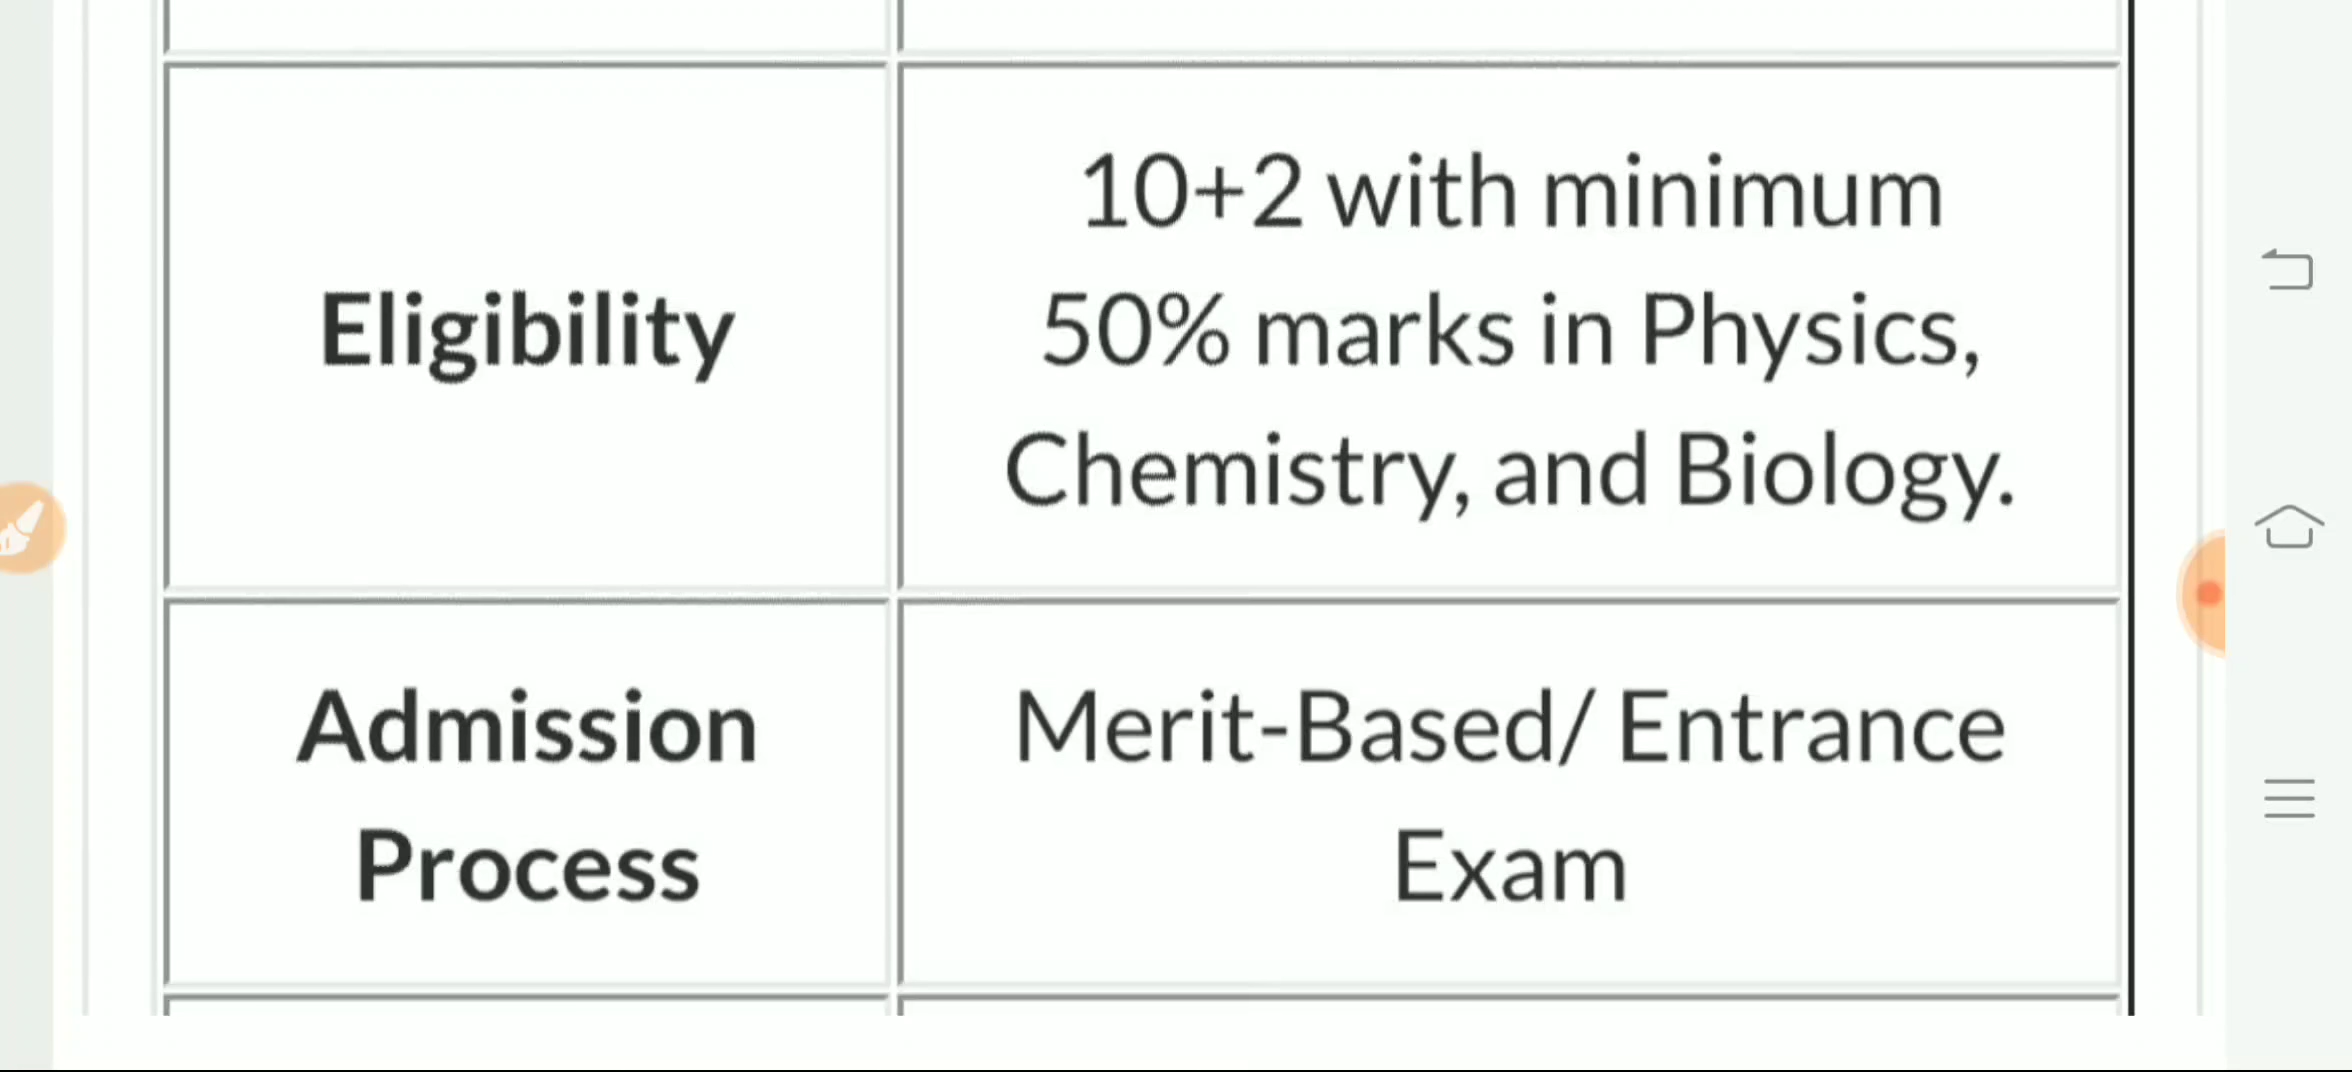 Eligibility
10+2 with minimum
50% marks in Physics,
Chemistry, and Biology.
Admission
Process
Merit-Based/ Entrance
Exam